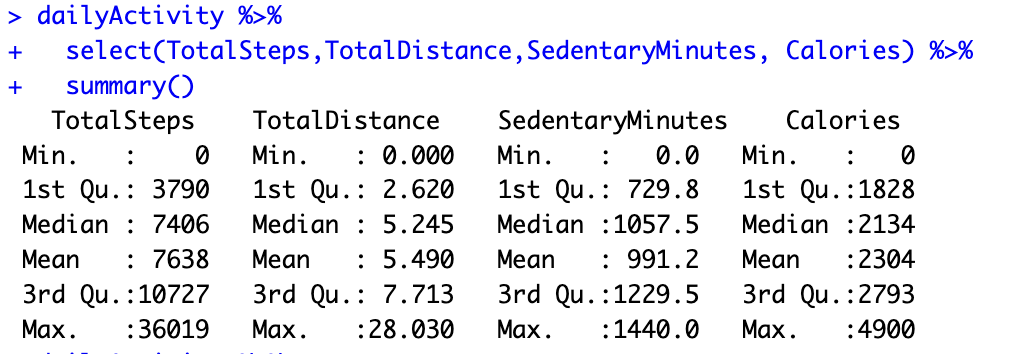 > dailyActivity %>%
+   select(TotalSteps,TotalDistance,SedentaryMinutes, Calories) %>%
+   summary()
   TotalSteps    TotalDistance    SedentaryMinutes    Calories
 Min.   :    0   Min.   : 0.000   Min.   :   0.0   Min.   :   0
 1st Qu.: 3790   1st Qu.: 2.620   1st Qu.: 729.8   1st Qu.:1828
 Median : 7406   Median : 5.245   Median :1057.5   Median :2134
 Mean   : 7638   Mean   : 5.490   Mean   : 991.2   Mean   :2304
 3rd Qu.:10727   3rd Qu.: 7.713   3rd Qu.:1229.5   3rd Qu.:2793
 Max.   :36019   Max.   :28.030   Max.   :1440.0   Max.   :4900